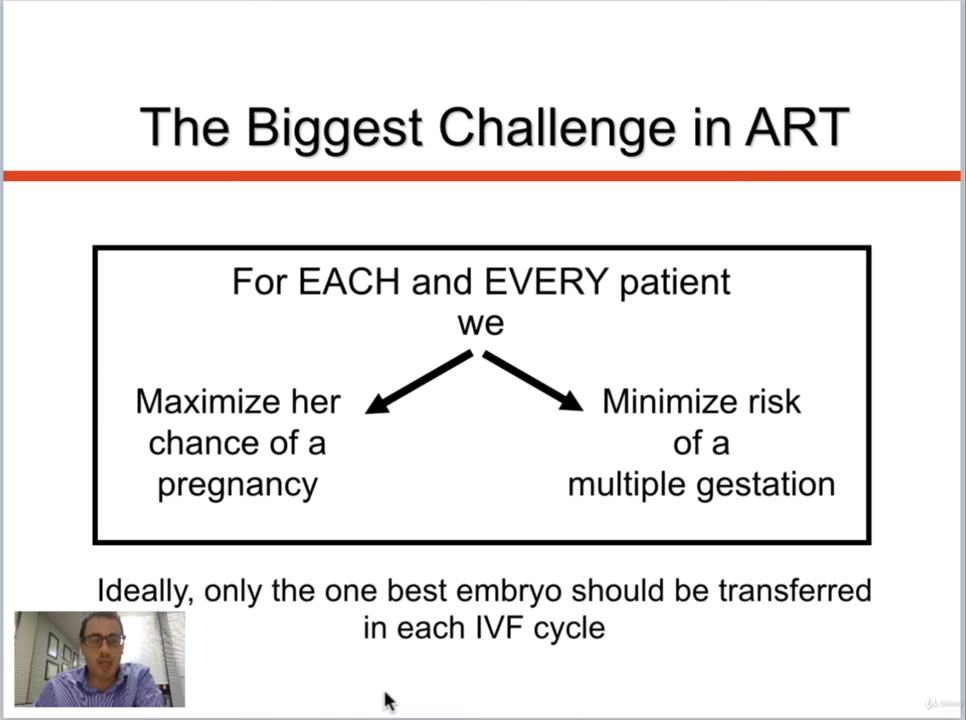 The Biggest Challenge in ART
For EACH and EVERY patient
we
Maximize her
chance of a
pregnancy
Minimize risk
of a
multiple gestation
Ideally, only the one best embryo should be transferred
in each IVF cycle